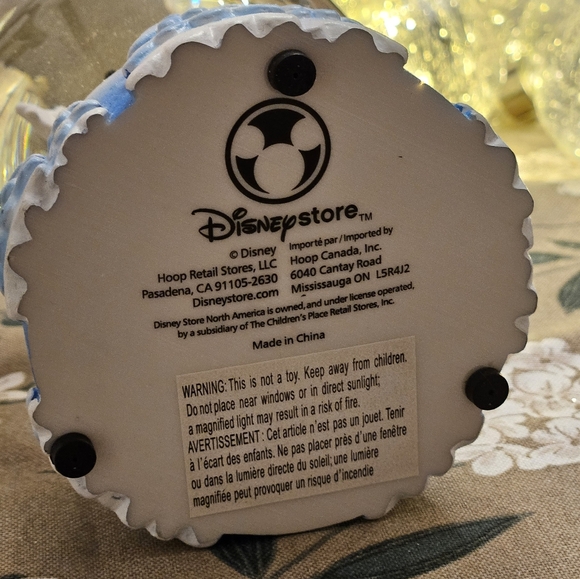 Disney store™
© Disney
Hoop Retail Stores, LLC
Pasadena, CA 91105-2630
Disneystore.com
Importé par / Imported by
Hoop Canada, Inc.
6040 Cantay Road
Mississauga ON L5R4J2
Disney Store North America is owned, and under license operated,
by a subsidiary of The Children's Place Retail Stores, Inc.
Made in China
WARNING: This is not a toy. Keep away from children.
Do not place near windows or in direct sunlight;
a magnified light may result in a risk of fire.
AVERTISSEMENT : Cet article n'est pas un jouet. Tenir
à l'écart des enfants. Ne pas placer près d'une fenêtre
ou dans la lumière directe du soleil; une lumière
magnifiée peut provoquer un risque d'incendie